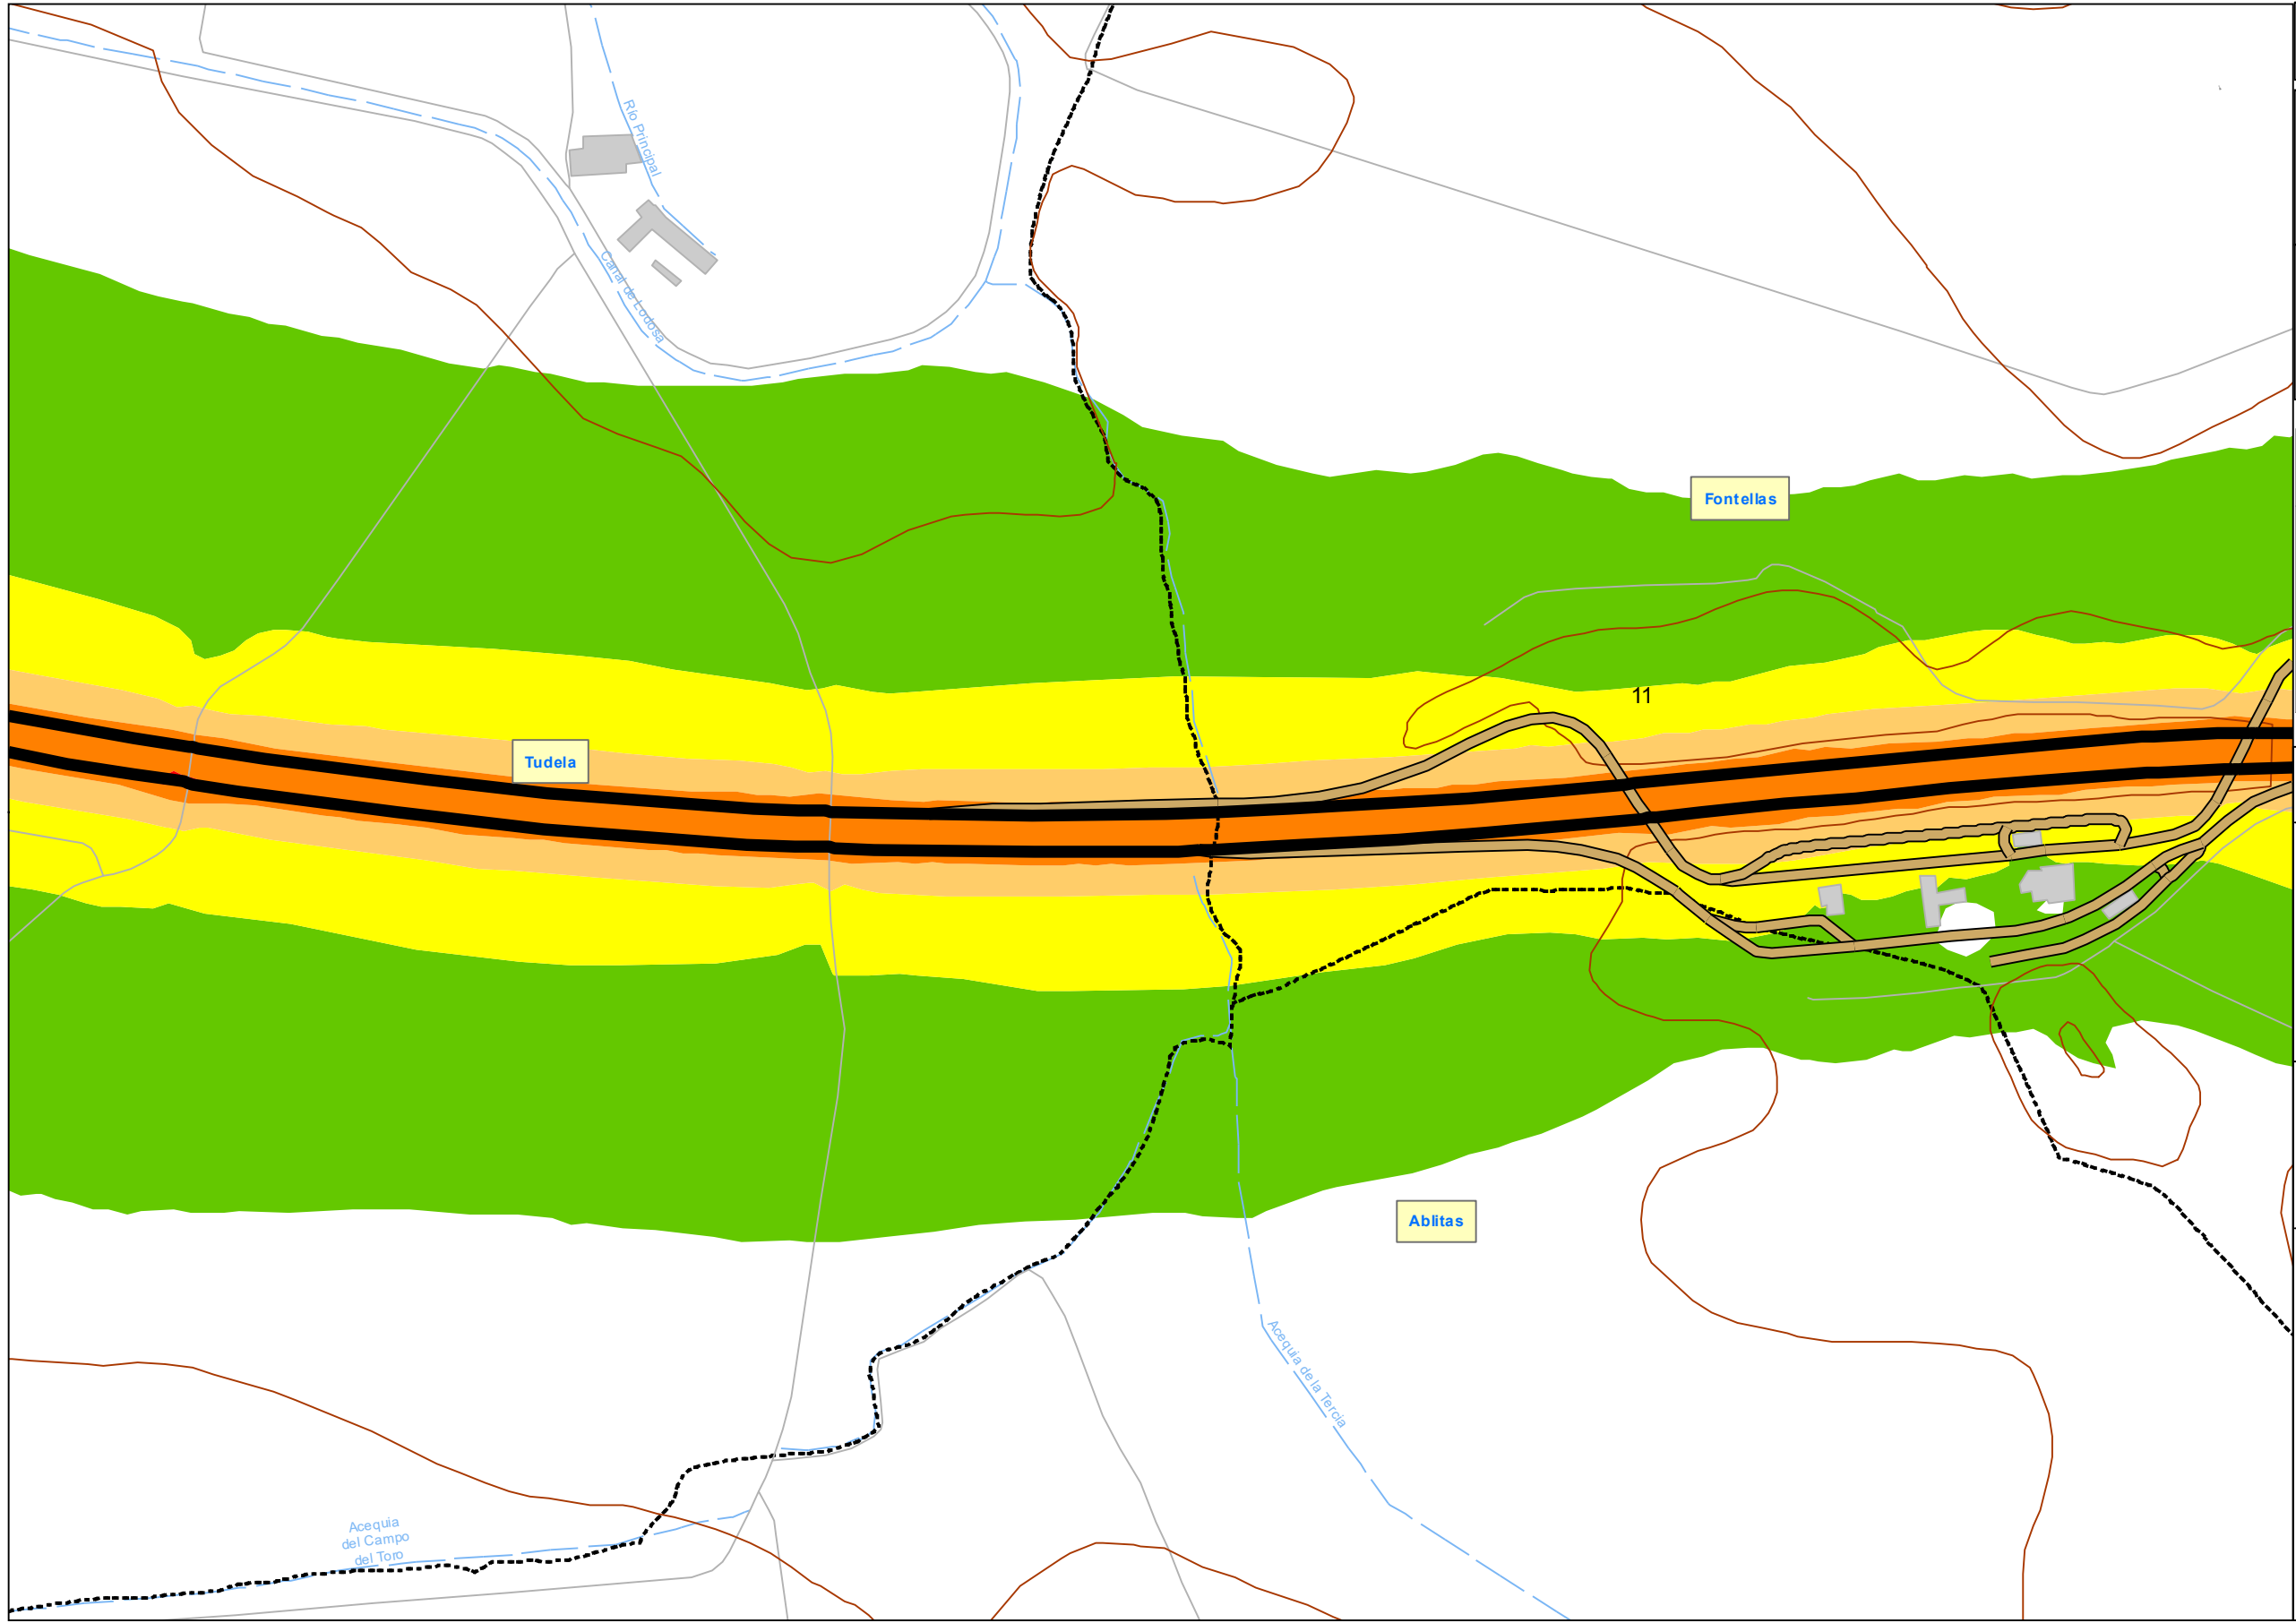 Río Principal
Canal de Lodosa
Fontellas
11
Tudela
Ablitas
Acequia de la Tercia
Acequia
del Campo
del Toro